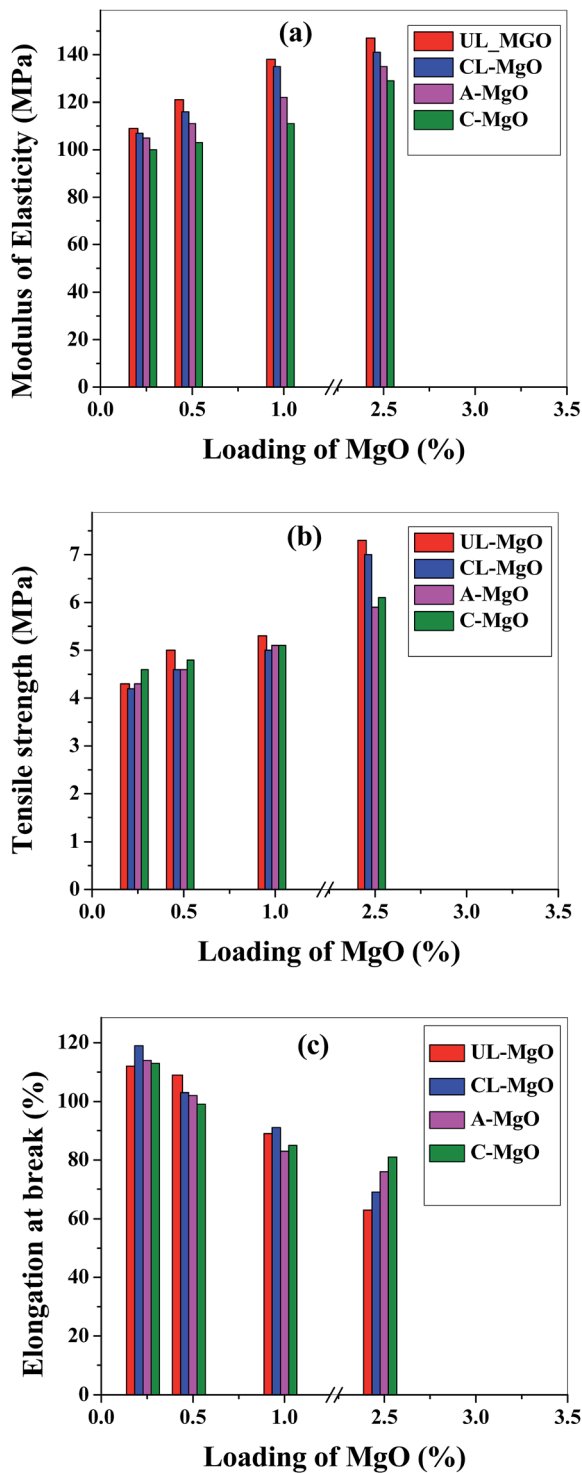 (a)
UL_MGO
CL-MgO
A-MgO
C-MgO
Modulus of Elasticity (MPa)
140
120
100
80
60
40
20
0
0.0 0.5 1.0 2.5 3.0 3.5
Loading of MgO (%)
(b)
UL-MgO
CL-MgO
A-MgO
C-MgO
Tensile strength (MPa)
7
6
5
4
3
2
1
0
0.0 0.5 1.0 2.5 3.0 3.5
Loading of MgO (%)
(c)
UL-MgO
CL-MgO
A-MgO
C-MgO
Elongation at break (%)
120
100
80
60
40
20
0
0.0 0.5 1.0 2.5 3.0 3.5
Loading of MgO (%)